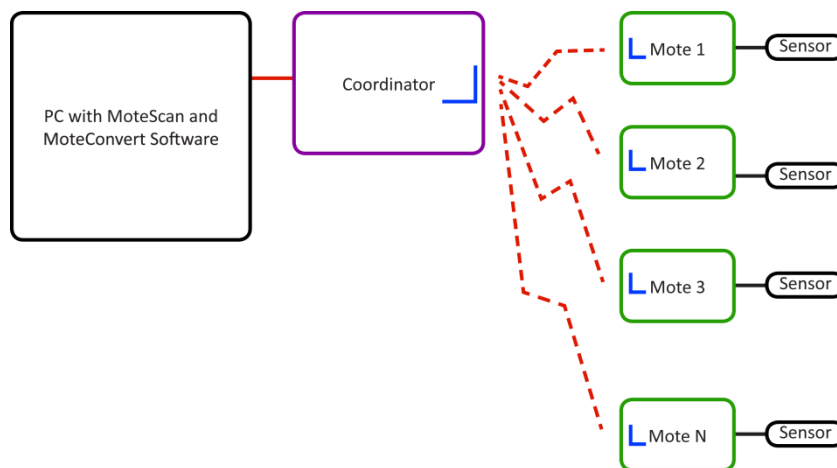 PC with MoteScan and
MoteConvert Software
Coordinator
Mote 1
Sensor
Mote 2
Sensor
Mote 3
Sensor
Mote N
Sensor